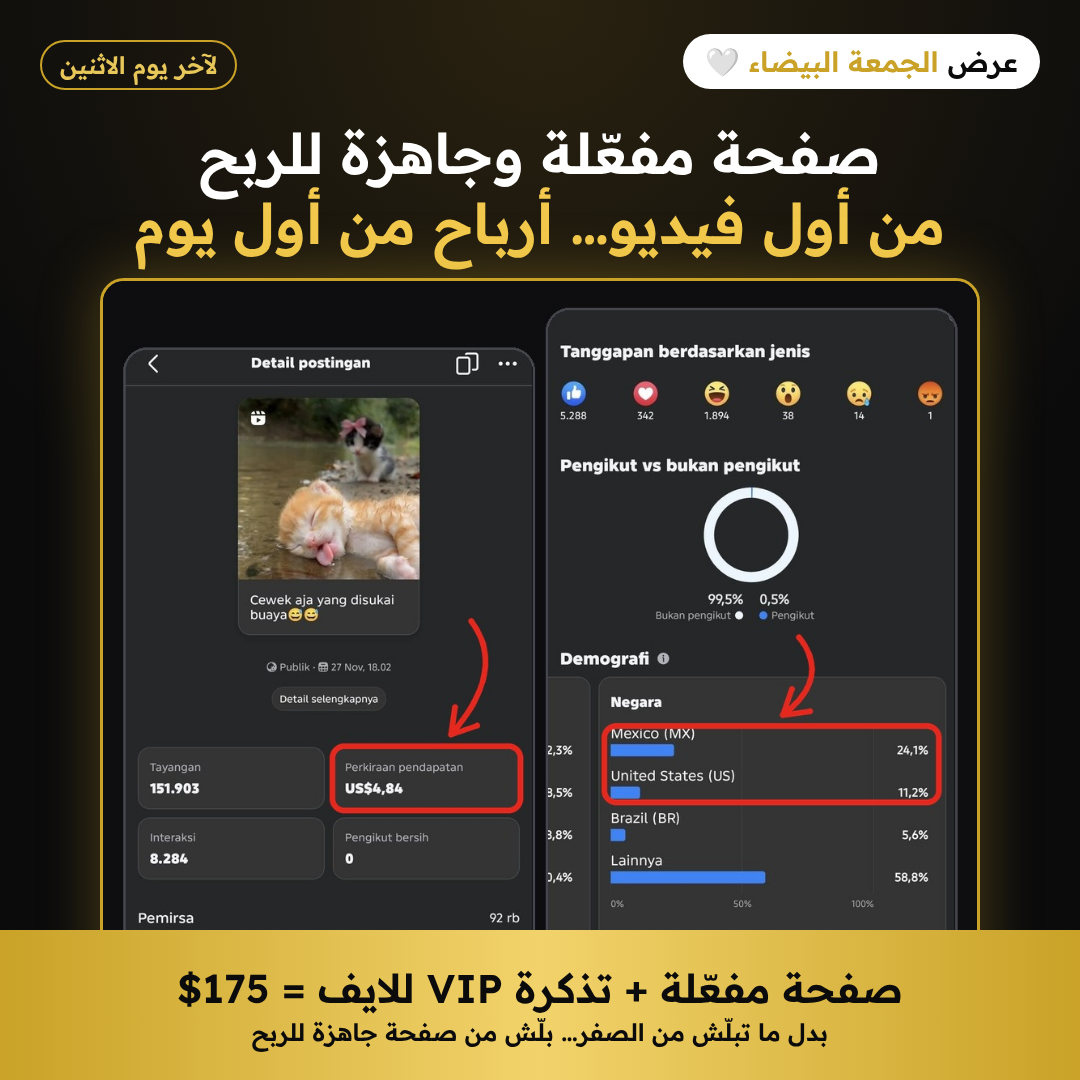 عرض الجمعة البيضاء 🤍
لآخر يوم الاثنين
صفحة مفعّلة وجاهزة للربح
من أول فيديو... أرباح من أول يوم
Detail postingan
Cewek aja yang disukai
buaya😅😅
Publik · 27 Nov, 18.02
Detail selengkapnya
Tayangan
151.903
Perkiraan pendapatan
US$4,84
Interaksi
8.284
Pengikut bersih
0
Pemirsa
92 rb
Tanggapan berdasarkan jenis
5.288 342 1.894 38 14 1
Pengikut vs bukan pengikut
99,5% 0,5%
Bukan pengikut Pengikut
Demografi
Negara
Mexico (MX)
2,3% 24,1%
United States (US)
8,5% 11,2%
Brazil (BR)
3,8% 5,6%
Lainnya
0,4% 58,8%
0% 50% 100%
صفحة مفعّلة + تذكرة VIP للايف = 175$
بدل ما تبلّش من الصفر... بلّش من صفحة جاهزة للربح